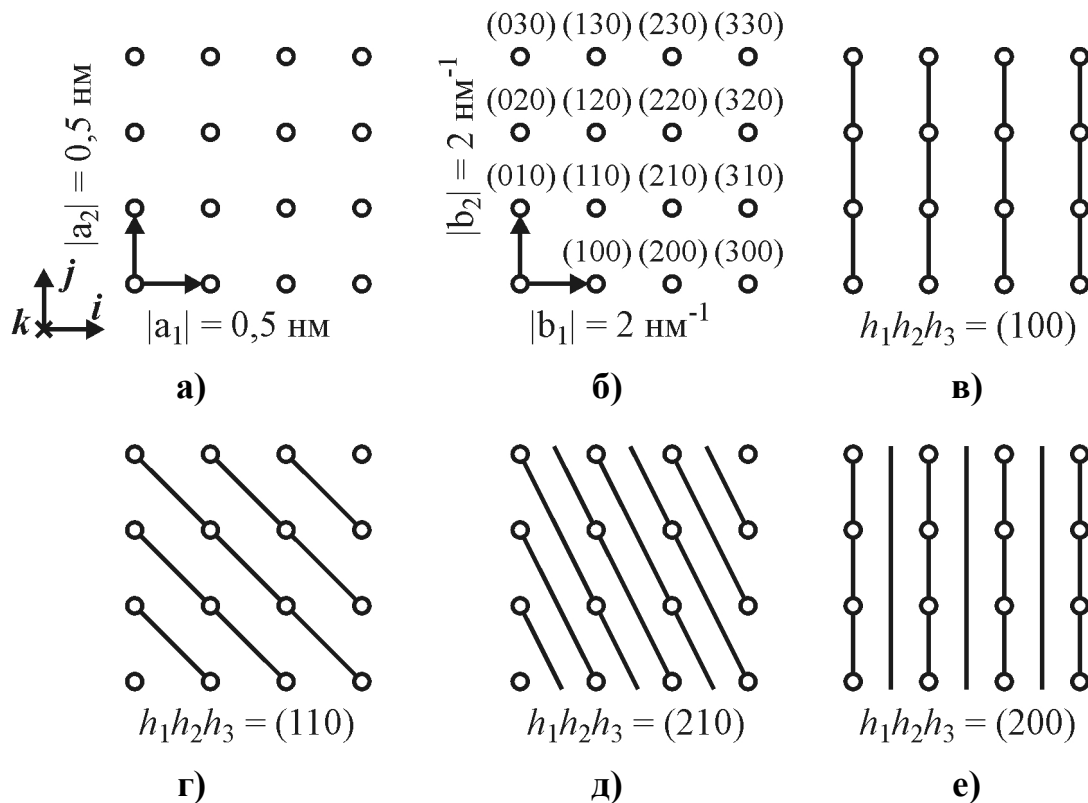 (030) (130) (230) (330)
(020) (120) (220) (320)
(010) (110) (210) (310)
(100) (200) (300)
|a₂| = 0,5 нм
|b₂| = 2 нм⁻¹
j
k
i
|a₁| = 0,5 нм
|b₁| = 2 нм⁻¹
h₁h₂h₃ = (100)
а)
б)
в)
h₁h₂h₃ = (110)
h₁h₂h₃ = (210)
h₁h₂h₃ = (200)
г)
д)
е)